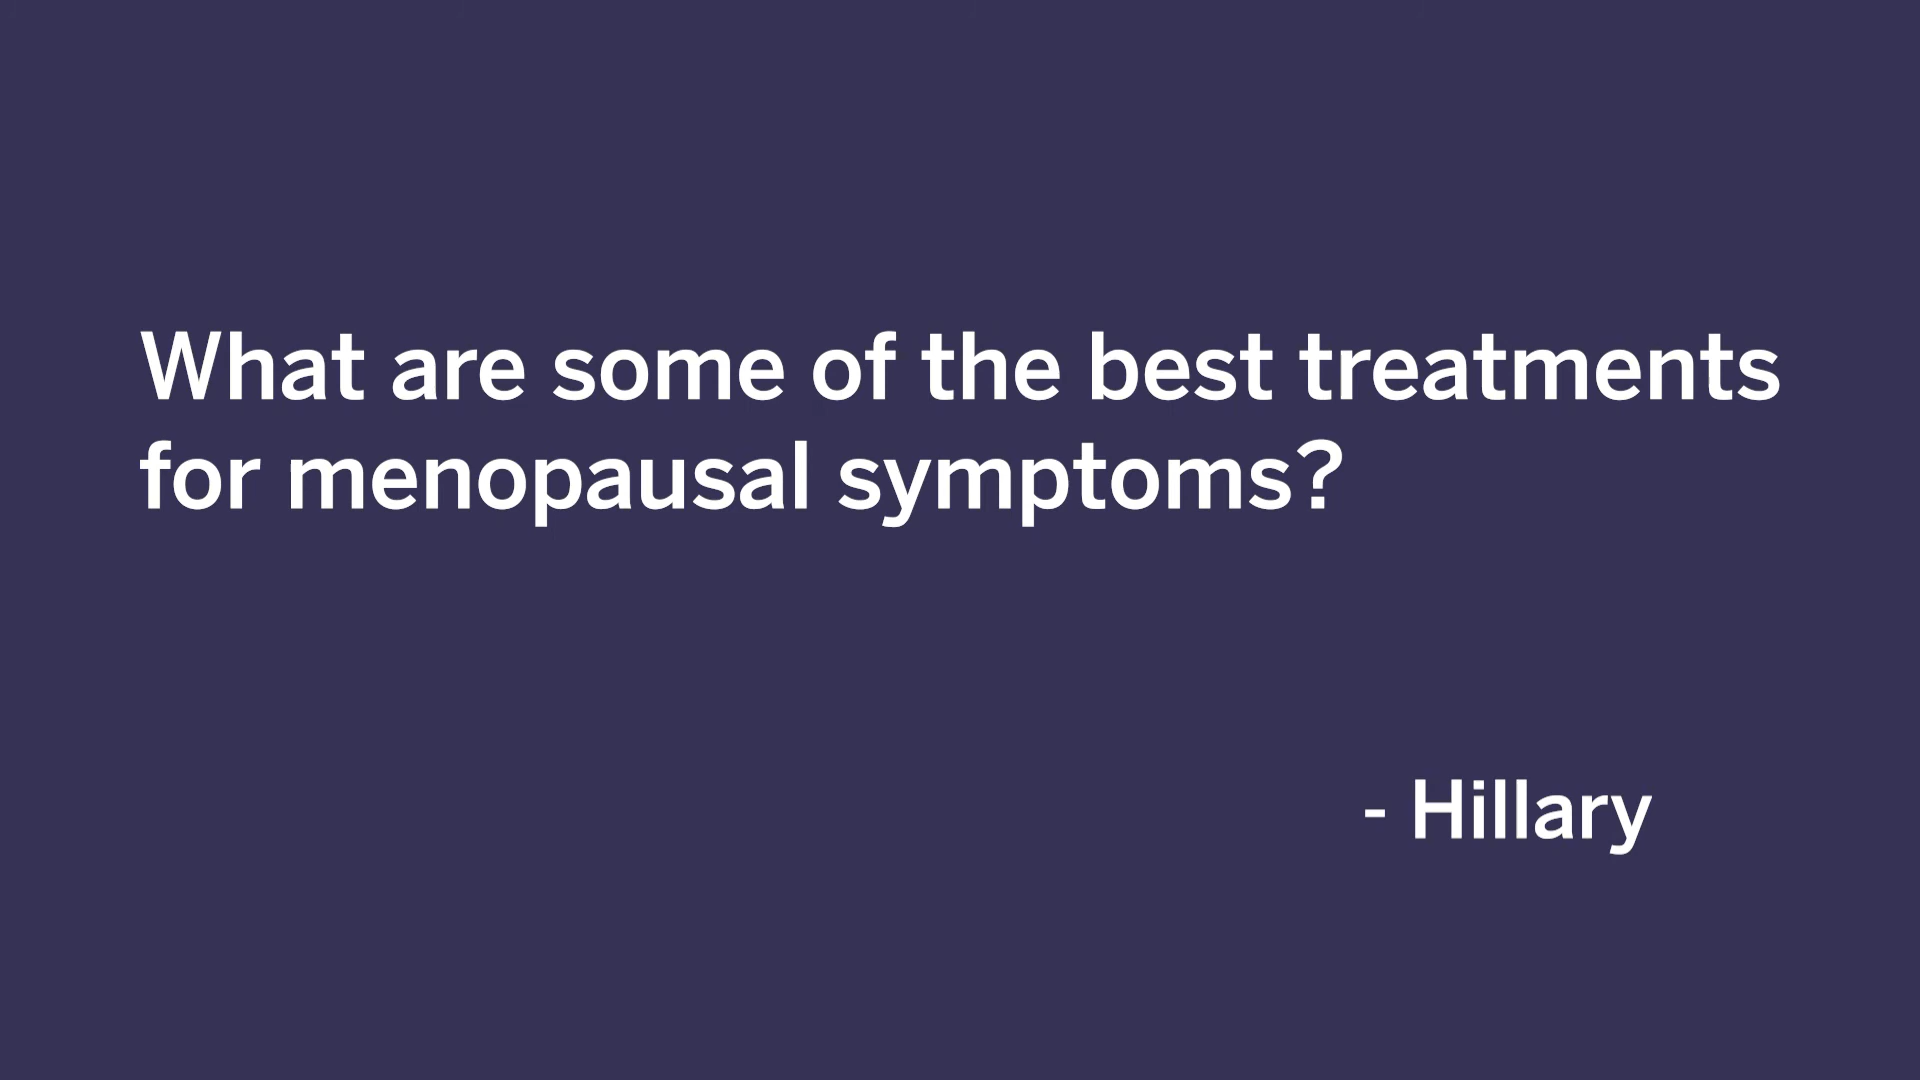 What are some of the best treatments
for menopausal symptoms?
- Hillary